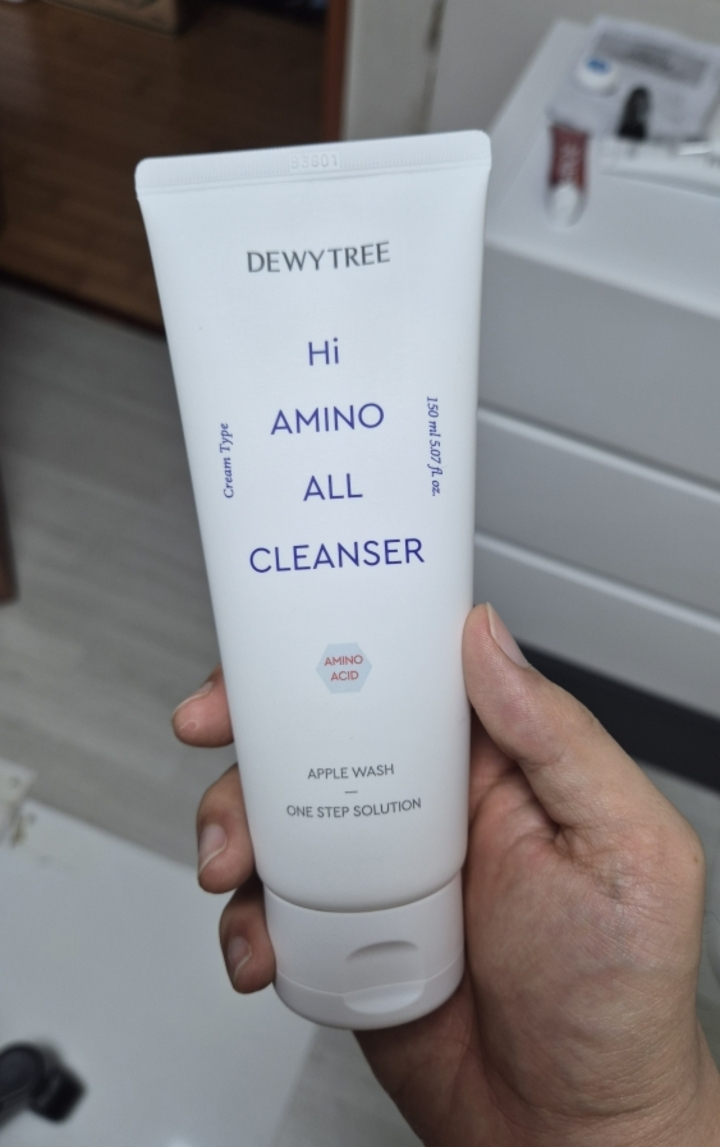 DEWYTREE
Hi
AMINO
ALL
CLEANSER
Cream Type
150 ml 5.07 fl. oz.
AMINO
ACID
APPLE WASH
—
ONE STEP SOLUTION